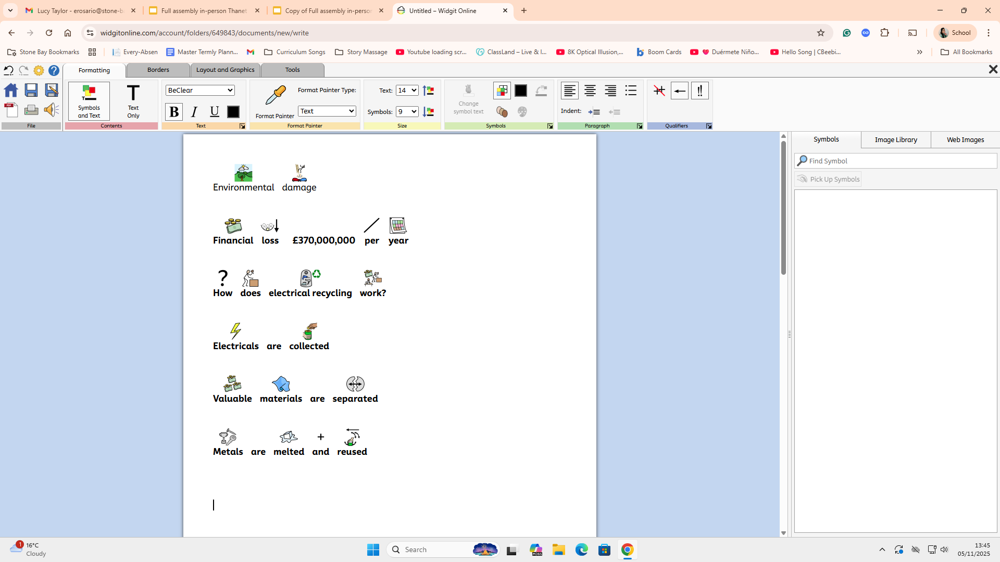 Lucy Taylor - erosario@stone-b
Full assembly in-person Thanet
Copy of Full assembly in-person
Untitled – Widgit Online
widgitonline.com/account/folders/649843/documents/new/write
School
Stone Bay Bookmarks
Every-Absen
Master Termly Plann...
Curriculum Songs
Story Massage
Youtube loading scr...
ClassLand – Live & I...
8K Optical Illusion,...
Boom Cards
Duérmete Niño...
Hello Song | CBeebi...
All Bookmarks
Formatting
Borders
Layout and Graphics
Tools
PDF
File
Symbols and Text
Text Only
Contents
BeClear
B I U
Text
Format Painter
Format Painter Type:
Text
Format Painter
Text: 14
Symbols: 9
Size
Change symbol text
Symbols
Indent:
Paragraph
Qualifiers
Symbols
Image Library
Web Images
Find Symbol
Pick Up Symbols
Environmental damage
Financial loss £370,000,000 per year
?
How does electrical recycling work?
Electricals are collected
Valuable materials are separated
+
Metals are melted and reused
1
16°C
Cloudy
Search
M365
13:45
05/11/2025